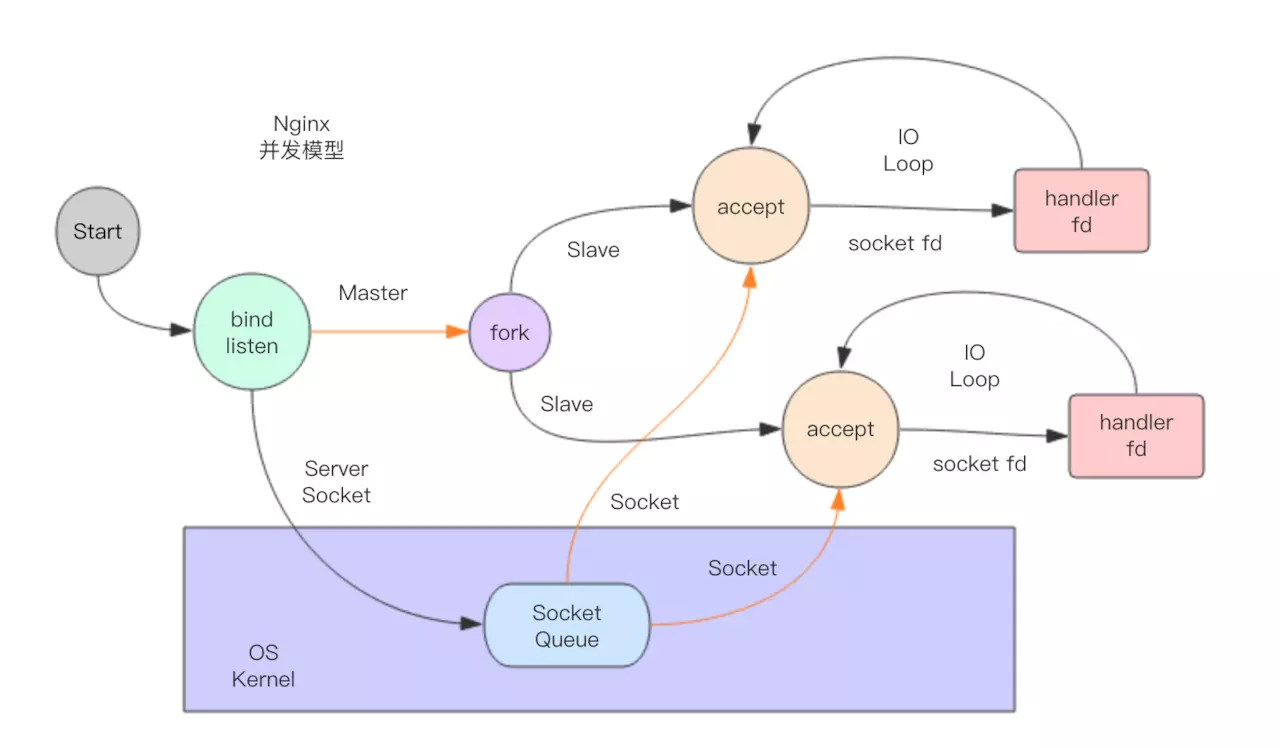 Nginx
并发模型
Start
bind
listen
Master
fork
Slave
Slave
accept
IO
Loop
socket fd
handler
fd
accept
IO
Loop
socket fd
handler
fd
Server
Socket
Socket
Socket
Socket
Queue
OS
Kernel